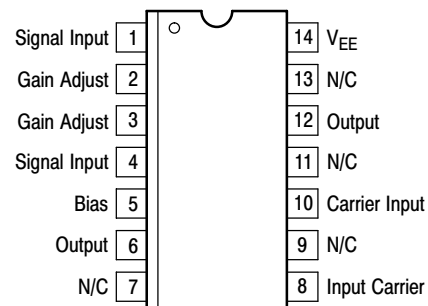 Signal Input 1
Gain Adjust 2
Gain Adjust 3
Signal Input 4
Bias 5
Output 6
N/C 7
14 VEE
13 N/C
12 Output
11 N/C
10 Carrier Input
9 N/C
8 Input Carrier